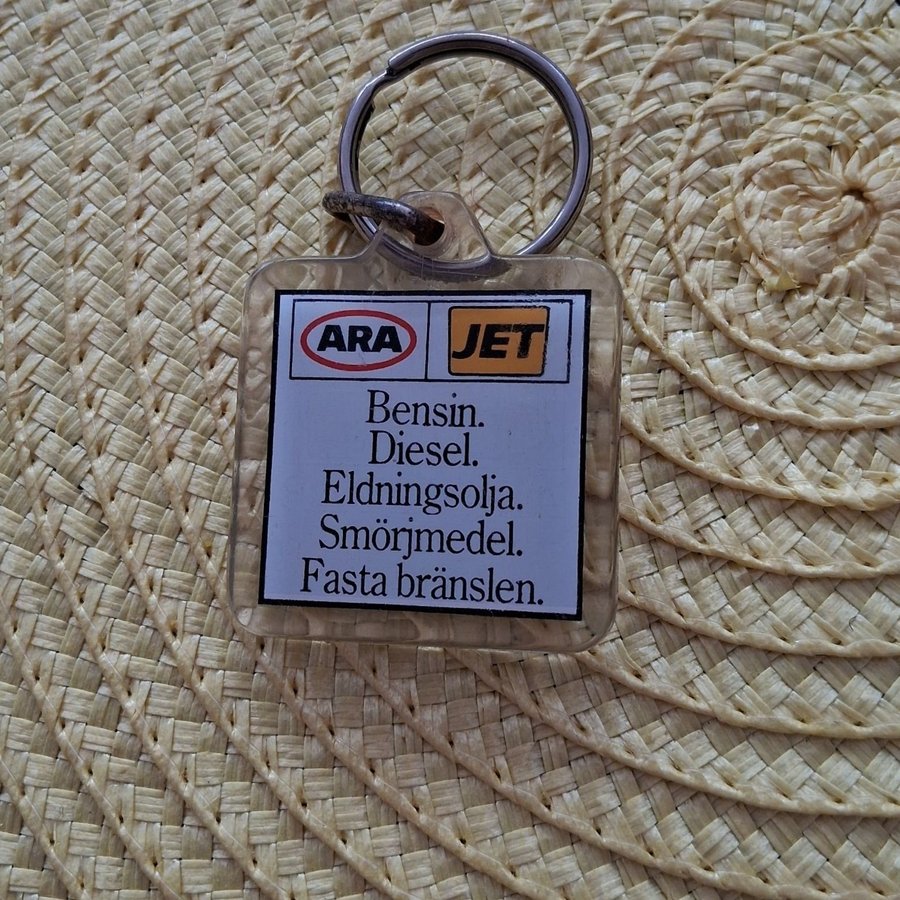 ARA JET
Bensin.
Diesel.
Eldningsolja.
Smörjmedel.
Fasta bränslen.